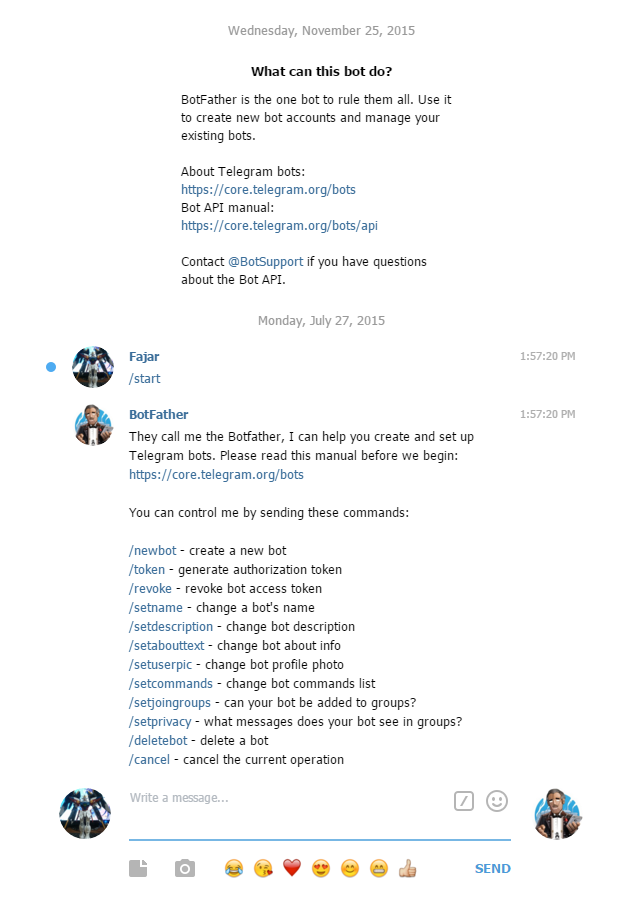 Wednesday, November 25, 2015
What can this bot do?
BotFather is the one bot to rule them all. Use it
to create new bot accounts and manage your
existing bots.
About Telegram bots:
https://core.telegram.org/bots
Bot API manual:
https://core.telegram.org/bots/api
Contact @BotSupport if you have questions
about the Bot API.
Monday, July 27, 2015
Fajar 1:57:20 PM
/start
BotFather 1:57:20 PM
They call me the Botfather, I can help you create and set up
Telegram bots. Please read this manual before we begin:
https://core.telegram.org/bots
You can control me by sending these commands:
/newbot - create a new bot
/token - generate authorization token
/revoke - revoke bot access token
/setname - change a bot's name
/setdescription - change bot description
/setabouttext - change bot about info
/setuserpic - change bot profile photo
/setcommands - change bot commands list
/setjoingroups - can your bot be added to groups?
/setprivacy - what messages does your bot see in groups?
/deletebot - delete a bot
/cancel - cancel the current operation
Write a message...
SEND